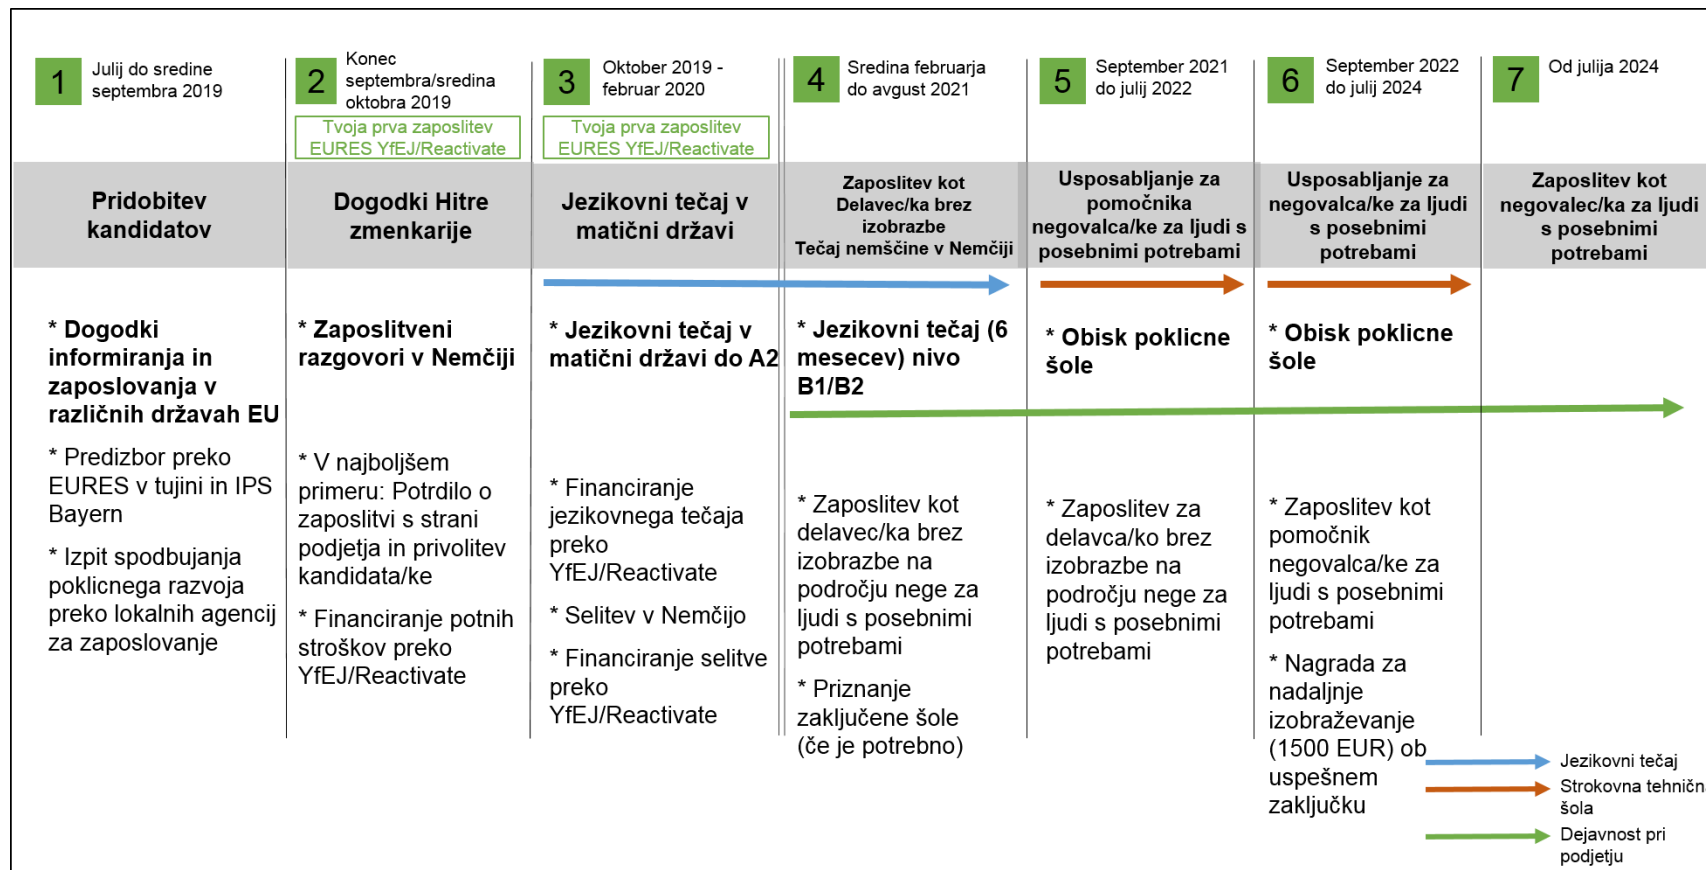 1
Julij do sredine
septembra 2019
2
Konec
septembra/sredina
oktobra 2019
Tvoja prva zaposlitev
EURES YfEJ/Reactivate
3
Oktober 2019 -
februar 2020
Tvoja prva zaposlitev
EURES YfEJ/Reactivate
4
Sredina februarja
do avgust 2021
5
September 2021
do julij 2022
6
September 2022
do julij 2024
7
Od julija 2024
Pridobitev
kandidatov
Dogodki Hitre
zmenkarije
Jezikovni tečaj v
matični državi
Zaposlitev kot
Delavec/ka brez
izobrazbe
Tečaj nemščine v Nemčiji
Usposabljanje za
pomočnika
negovalca/ke za ljudi s
posebnimi potrebami
Usposabljanje za
negovalca/ke za ljudi
s posebnimi
potrebami
Zaposlitev kot
negovalec/ka za ljudi
s posebnimi
potrebami
* Dogodki
informiranja in
zaposlovanja v
različnih državah EU
* Predizbor preko
EURES v tujini in IPS
Bayern
* Izpit spodbujanja
poklicnega razvoja
preko lokalnih agencij
za zaposlovanje
* Zaposlitveni
razgovori v Nemčiji
* V najboljšem
primeru: Potrdilo o
zaposlitvi s strani
podjetja in privolitev
kandidata/ke
* Financiranje potnih
stroškov preko
YfEJ/Reactivate
* Jezikovni tečaj v
matični državi do A2
* Financiranje
jezikovnega tečaja
preko
YfEJ/Reactivate
* Selitev v Nemčijo
* Financiranje selitve
preko
YfEJ/Reactivate
* Jezikovni tečaj (6
mesecev) nivo
B1/B2
* Zaposlitev kot
delavec/ka brez
izobrazbe na
področju nege za
ljudi s posebnimi
potrebami
* Priznanje
zaključene šole
(če je potrebno)
* Obisk poklicne
šole
* Zaposlitev za
delavca/ko brez
izobrazbe na
področju nege za
ljudi s posebnimi
potrebami
* Obisk poklicne
šole
* Zaposlitev kot
pomočnik
negovalca/ke za
ljudi s posebnimi
potrebami
* Nagrada za
nadaljnje
izobraževanje
(1500 EUR) ob
uspešnem
zaključku
Jezikovni tečaj
Strokovna tehnična
šola
Dejavnost pri
podjetju